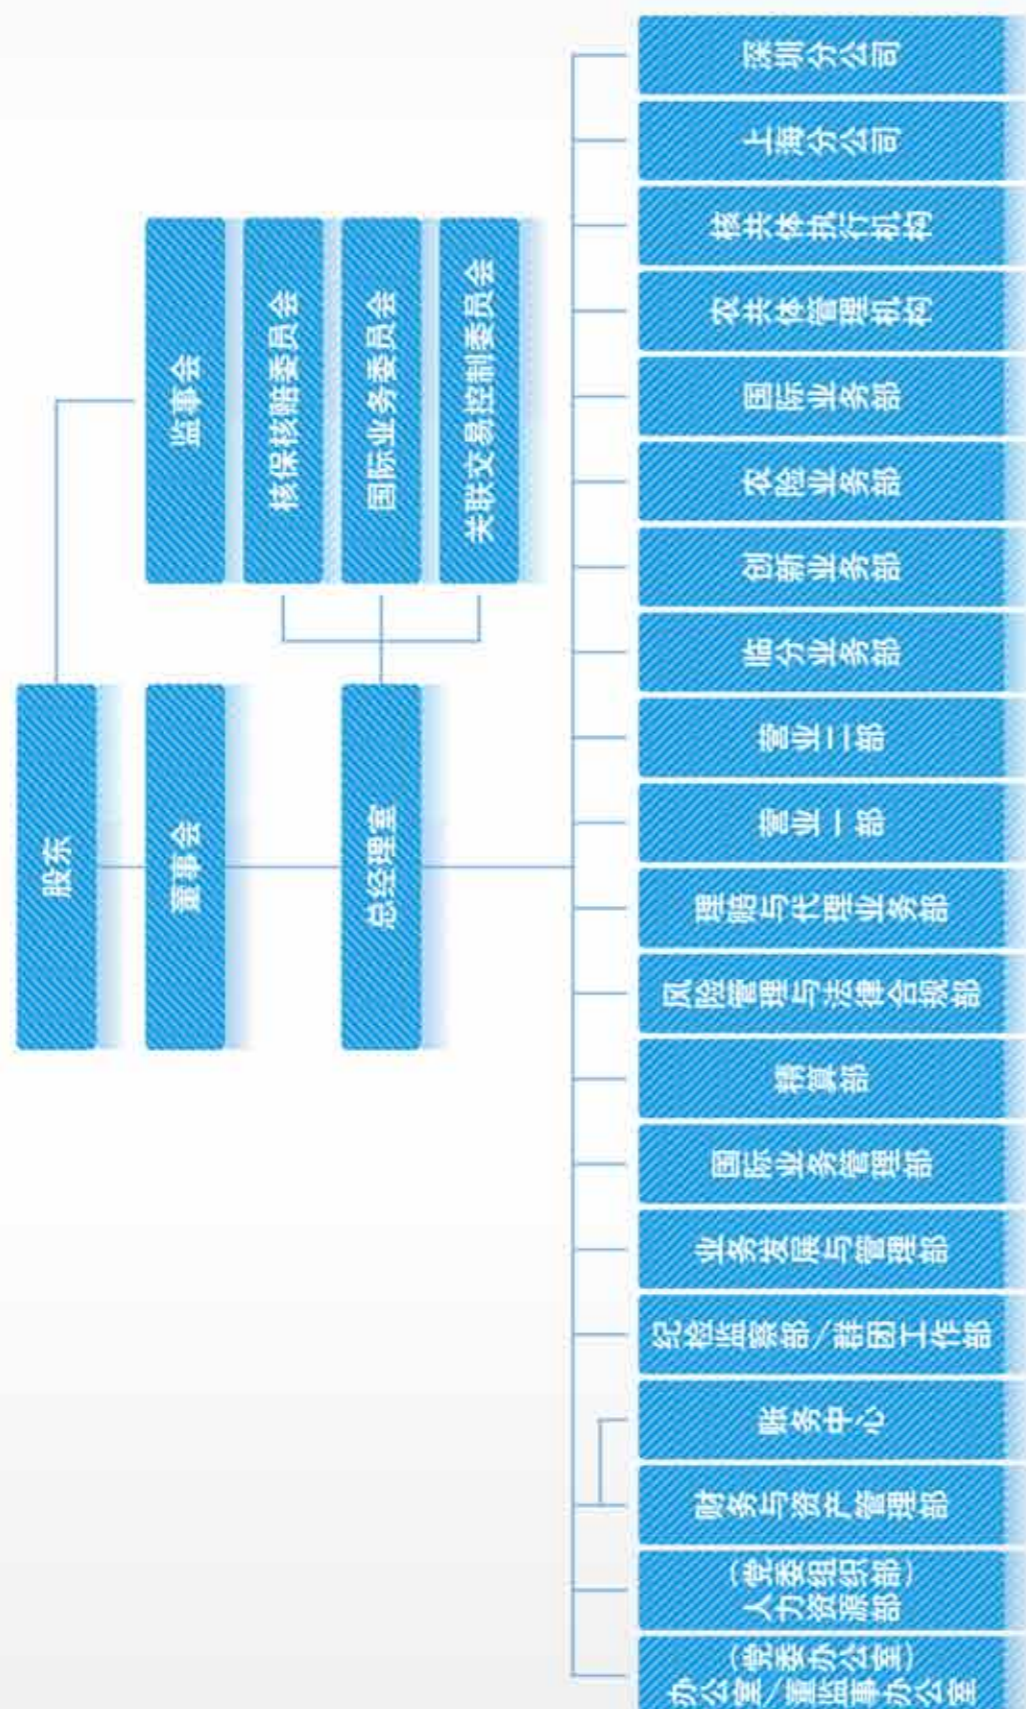 股东
董事会
监事会
总经理室
核保核赔委员会
国际业务委员会
关联交易控制委员会
办公室/董监事办公室
(党委办公室)
人力资源部
(党委组织部)
财务与资产管理部
账务中心
纪检监察部/群团工作部
业务发展与管理部
国际业务管理部
精算部
风险管理与法律合规部
理赔与代理业务部
营业一部
营业二部
临分业务部
创新业务部
农险业务部
国际业务部
农共体管理机构
核共体执行机构
上海分公司
深圳分公司